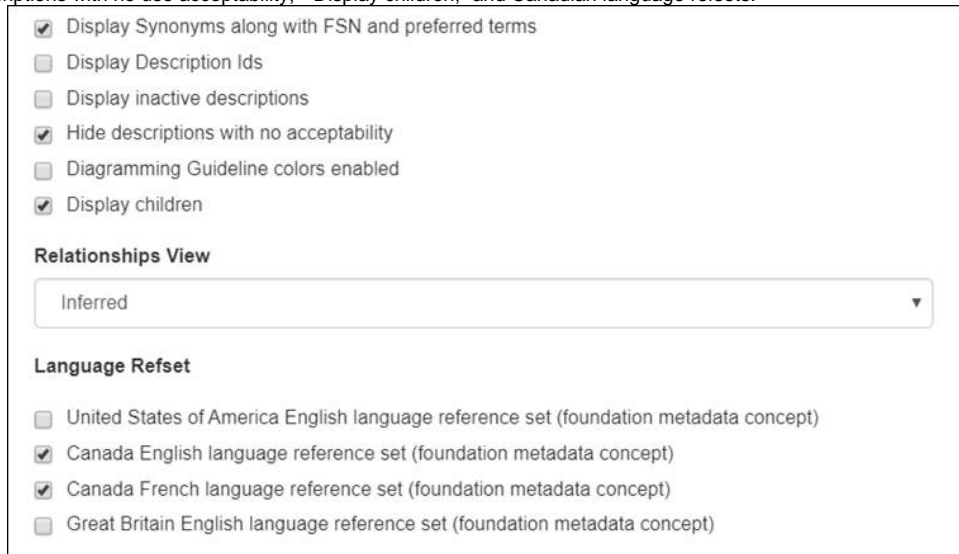 Display Synonyms along with FSN and preferred terms
Display Description Ids
Display inactive descriptions
Hide descriptions with no acceptability
Diagramming Guideline colors enabled
Display children
Relationships View
Inferred
Language Refset
United States of America English language reference set (foundation metadata concept)
Canada English language reference set (foundation metadata concept)
Canada French language reference set (foundation metadata concept)
Great Britain English language reference set (foundation metadata concept)